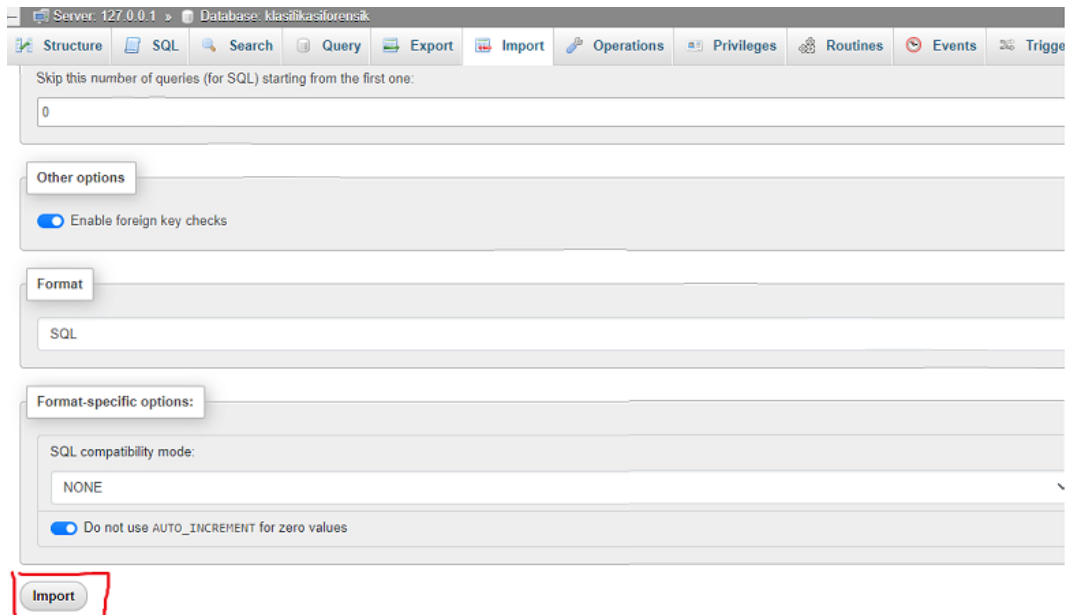 Server: 127.0.0.1 » Database: klasifikasiforensik
Structure SQL Search Query Export Import Operations Privileges Routines Events Trigge
Skip this number of queries (for SQL) starting from the first one:
0
Other options
Enable foreign key checks
Format
SQL
Format-specific options:
SQL compatibility mode:
NONE
Do not use AUTO_INCREMENT for zero values
Import